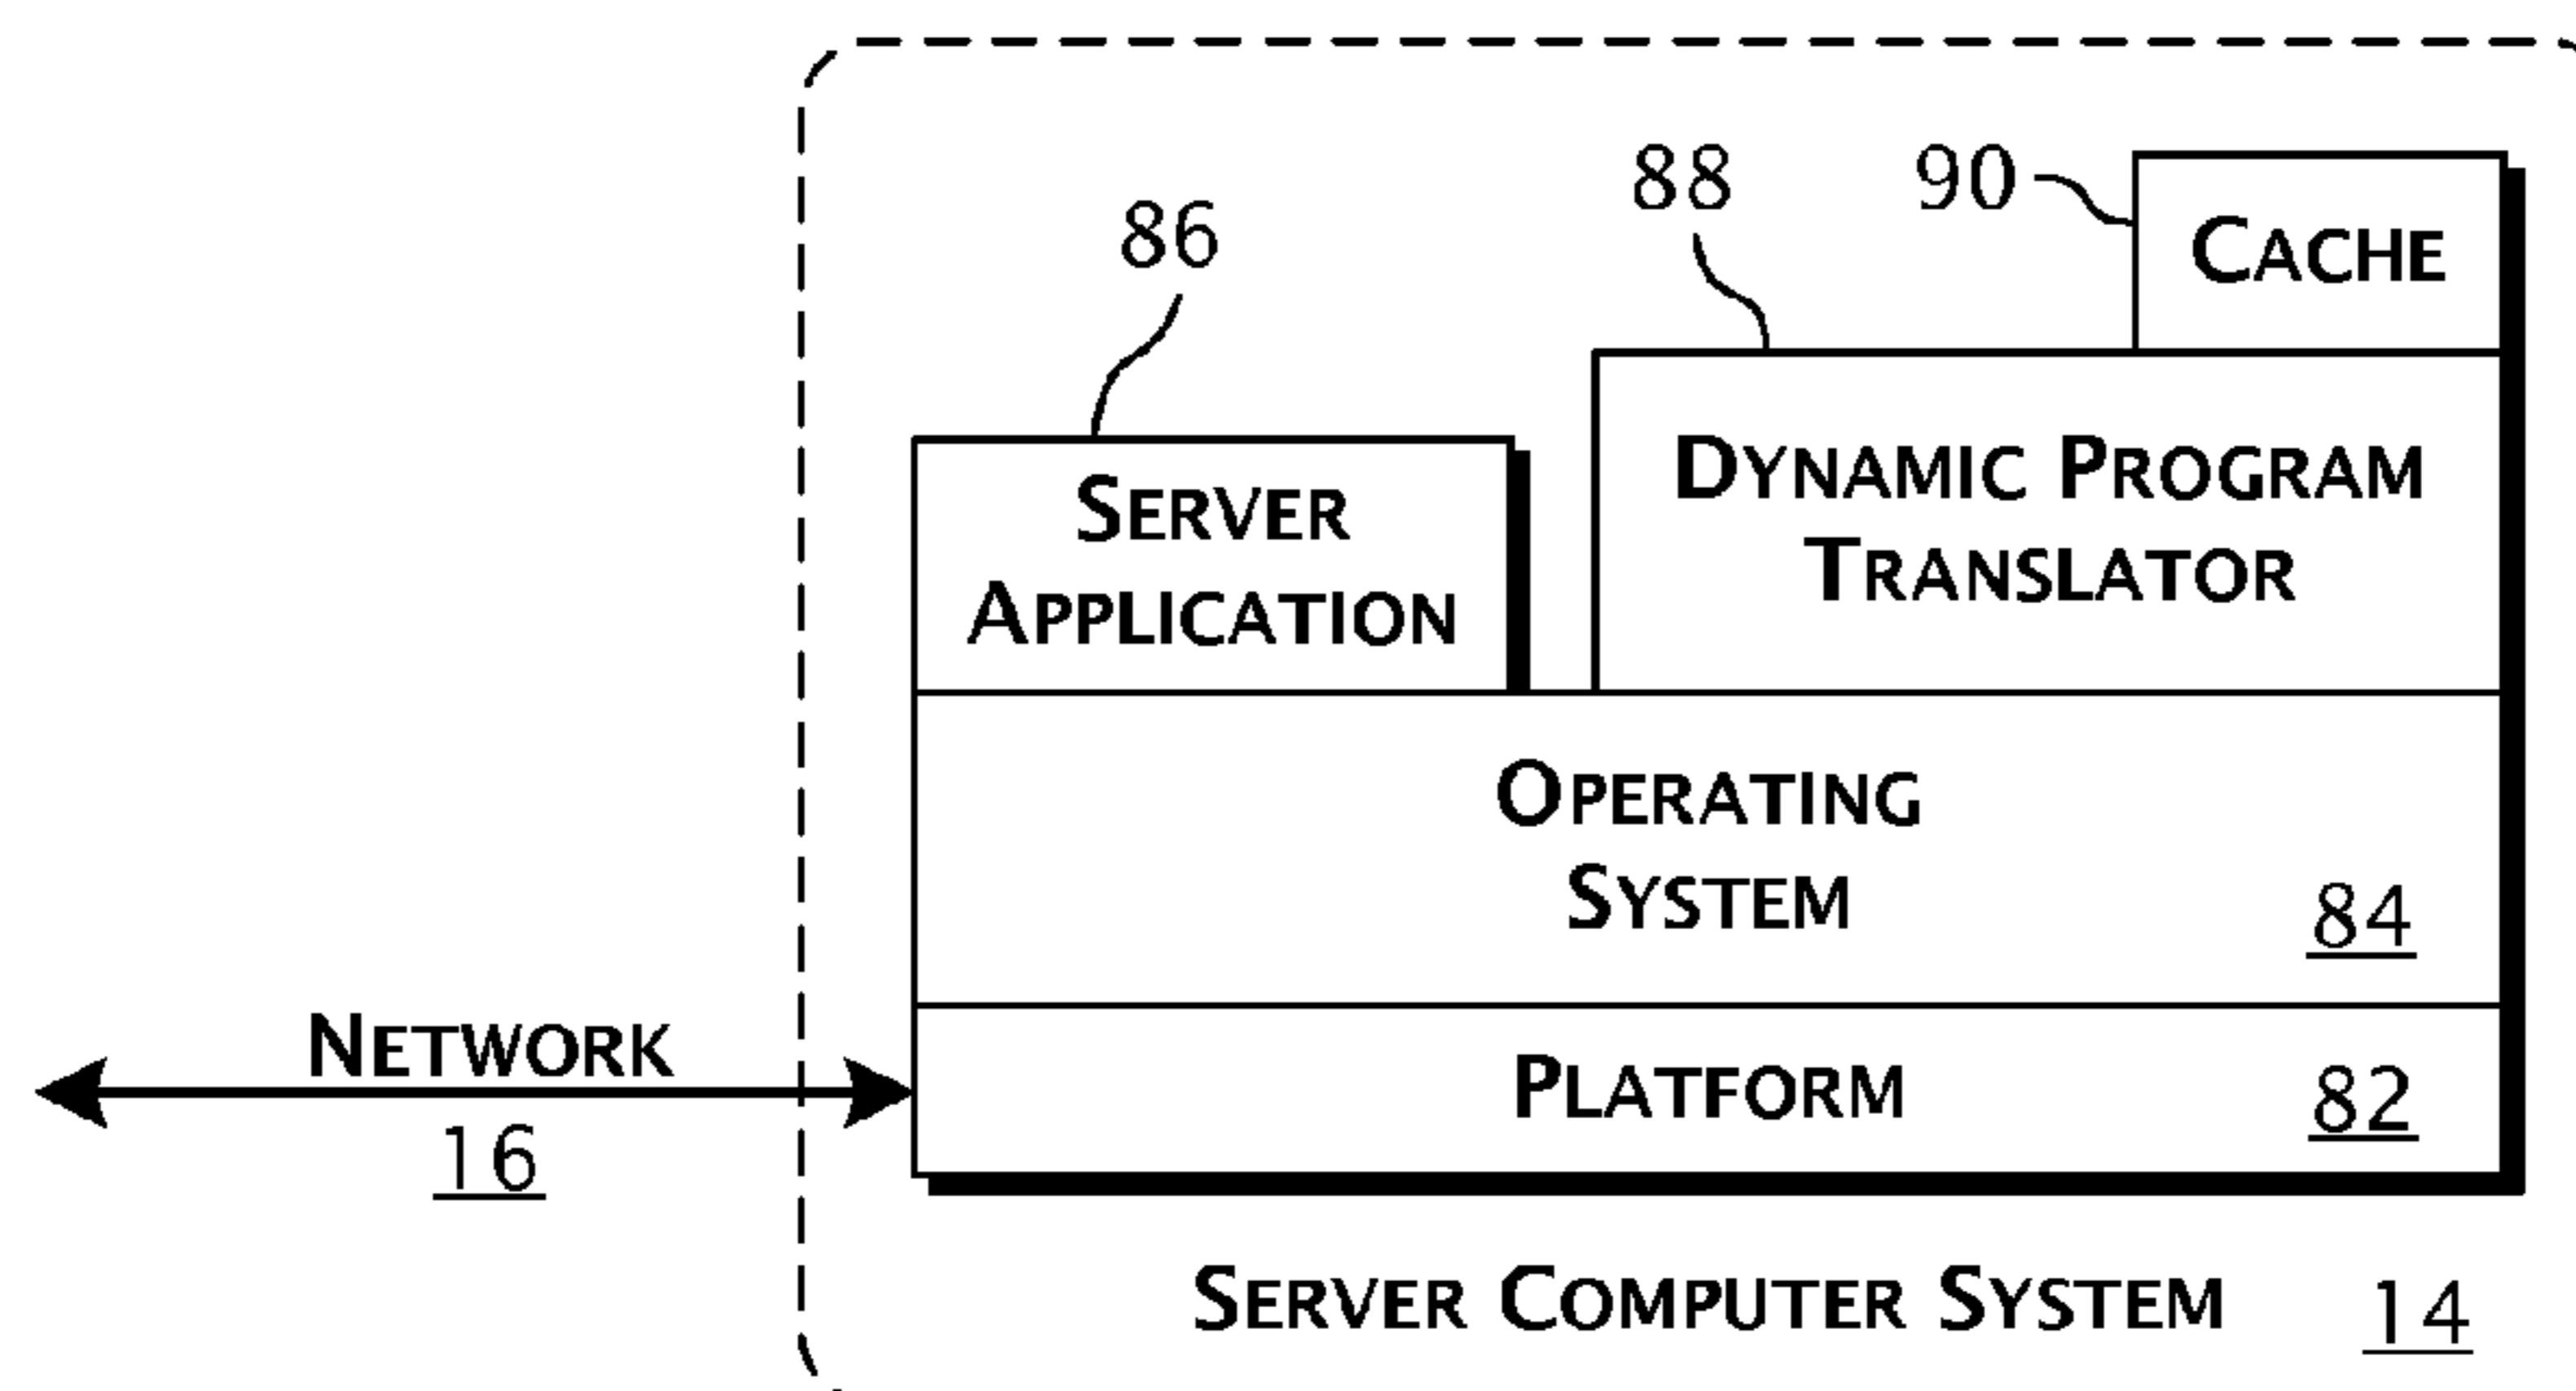 88
90
CACHE
86
DYNAMIC PROGRAM
TRANSLATOR
SERVER
APPLICATION
OPERATING
SYSTEM
84
NETWORK
16
PLATFORM
82
SERVER COMPUTER SYSTEM 14